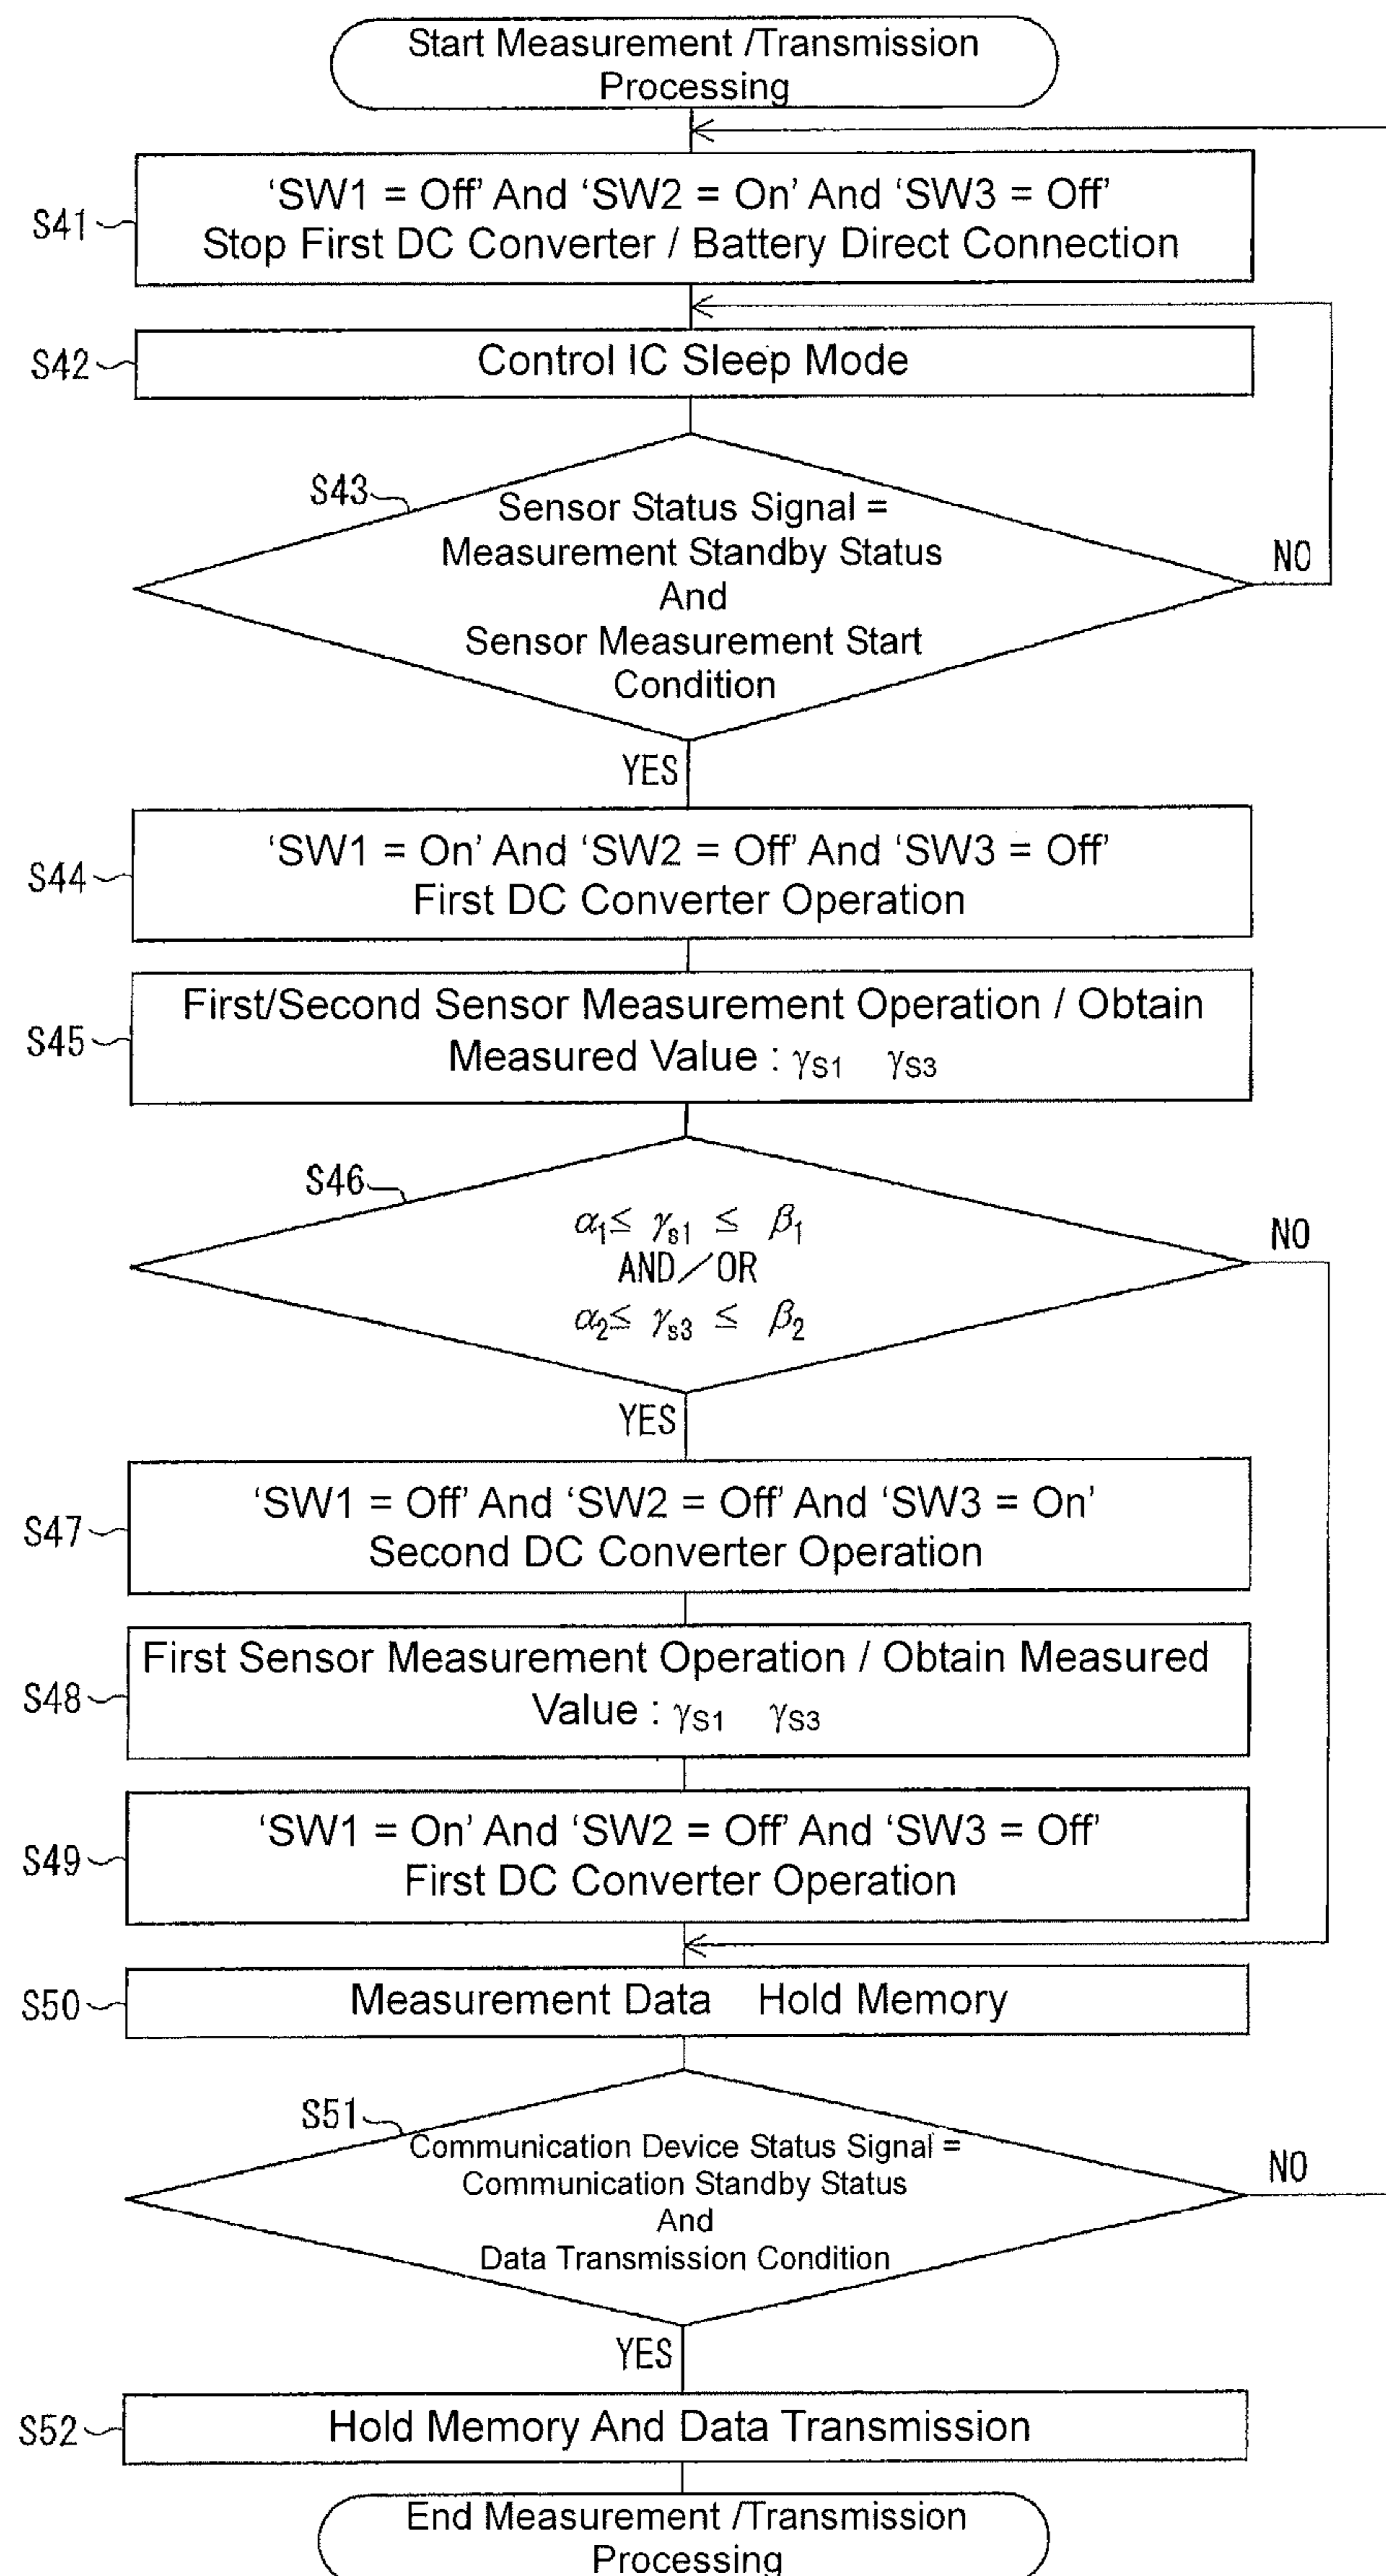 Start Measurement /Transmission
Processing
S41
‘SW1 = Off’ And ‘SW2 = On’ And ‘SW3 = Off’
Stop First DC Converter / Battery Direct Connection
S42
Control IC Sleep Mode
S43
Sensor Status Signal =
Measurement Standby Status
And
Sensor Measurement Start
Condition
NO
YES
S44
‘SW1 = On’ And ‘SW2 = Off’ And ‘SW3 = Off’
First DC Converter Operation
S45
First/Second Sensor Measurement Operation / Obtain
Measured Value : γS1 γS3
S46
α1≤ γs1 ≤ β1
AND/OR
α2≤ γs3 ≤ β2
NO
YES
S47
‘SW1 = Off’ And ‘SW2 = Off’ And ‘SW3 = On’
Second DC Converter Operation
S48
First Sensor Measurement Operation / Obtain Measured
Value : γS1 γS3
S49
‘SW1 = On’ And ‘SW2 = Off’ And ‘SW3 = Off’
First DC Converter Operation
S50
Measurement Data Hold Memory
S51
Communication Device Status Signal =
Communication Standby Status
And
Data Transmission Condition
NO
YES
S52
Hold Memory And Data Transmission
End Measurement /Transmission
Processing